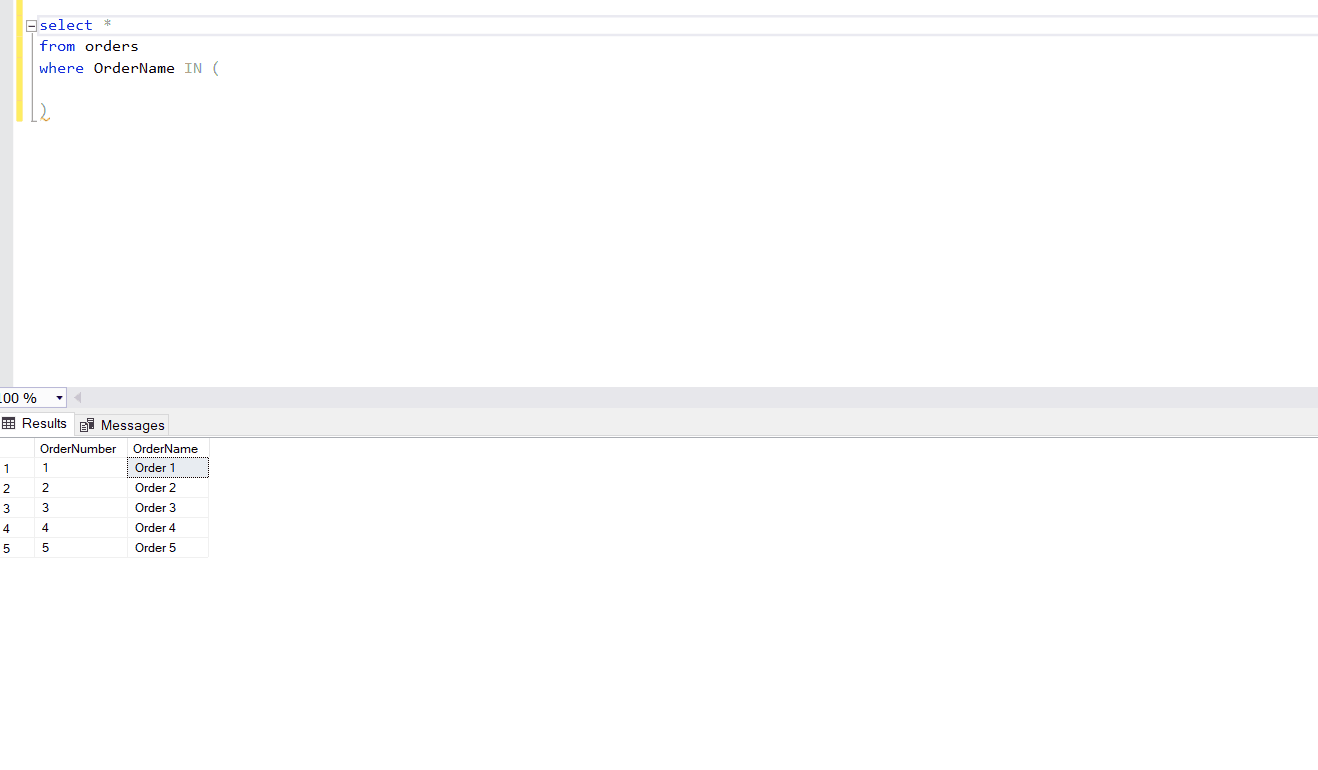 select *
from orders
where OrderName IN (
)
.00 %
Results Messages
OrderNumber OrderName
1 1 Order 1
2 2 Order 2
3 3 Order 3
4 4 Order 4
5 5 Order 5